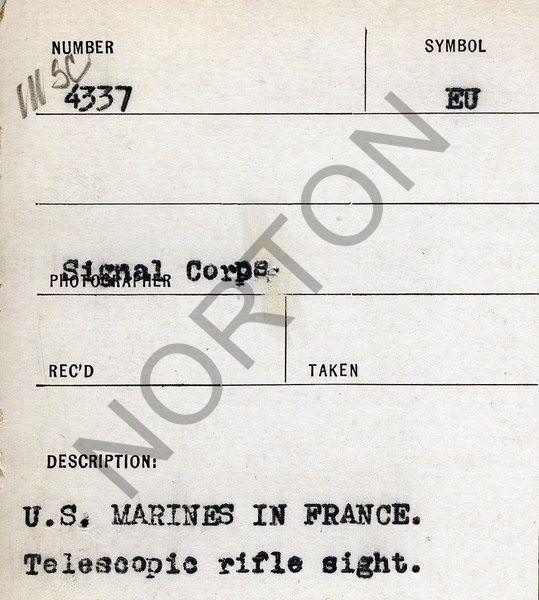 NUMBER SYMBOL
111 SC
4337 EU
Signal Corps.
PHOTOGRAPHER
REC'D TAKEN
DESCRIPTION:
U.S. MARINES IN FRANCE.
Telescopic rifle sight.
NORTON